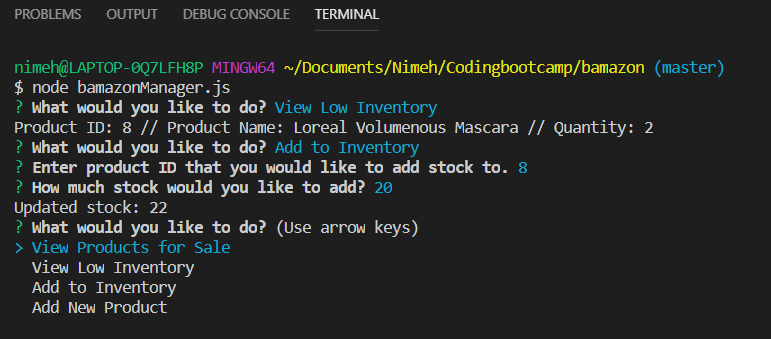 PROBLEMS OUTPUT DEBUG CONSOLE TERMINAL
nimeh@LAPTOP-0Q7LFH8P MINGW64 ~/Documents/Nimeh/Codingbootcamp/bamazon (master)
$ node bamazonManager.js
? What would you like to do? View Low Inventory
Product ID: 8 // Product Name: Loreal Volumenous Mascara // Quantity: 2
? What would you like to do? Add to Inventory
? Enter product ID that you would like to add stock to. 8
? How much stock would you like to add? 20
Updated stock: 22
? What would you like to do? (Use arrow keys)
> View Products for Sale
View Low Inventory
Add to Inventory
Add New Product